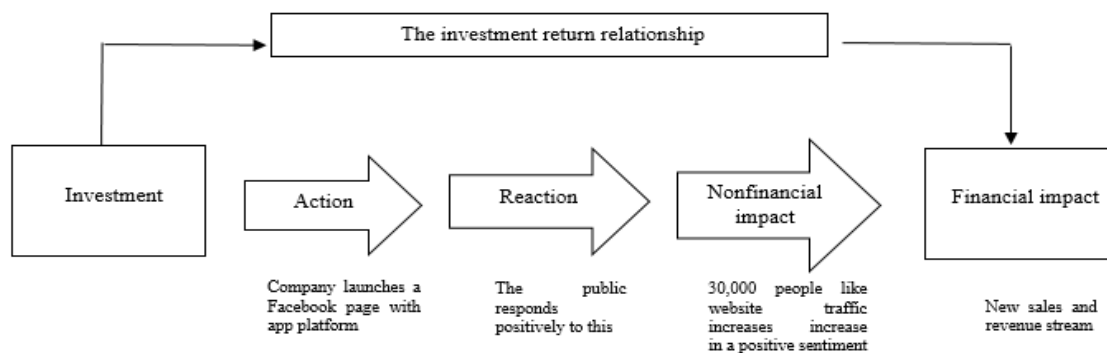 The investment return relationship
Investment
Action
Reaction
Nonfinancial
impact
Financial impact
Company launches a
Facebook page with
app platform
The public
responds
positively to this
30,000 people like
website traffic
increases increase
in a positive sentiment
New sales and
revenue stream